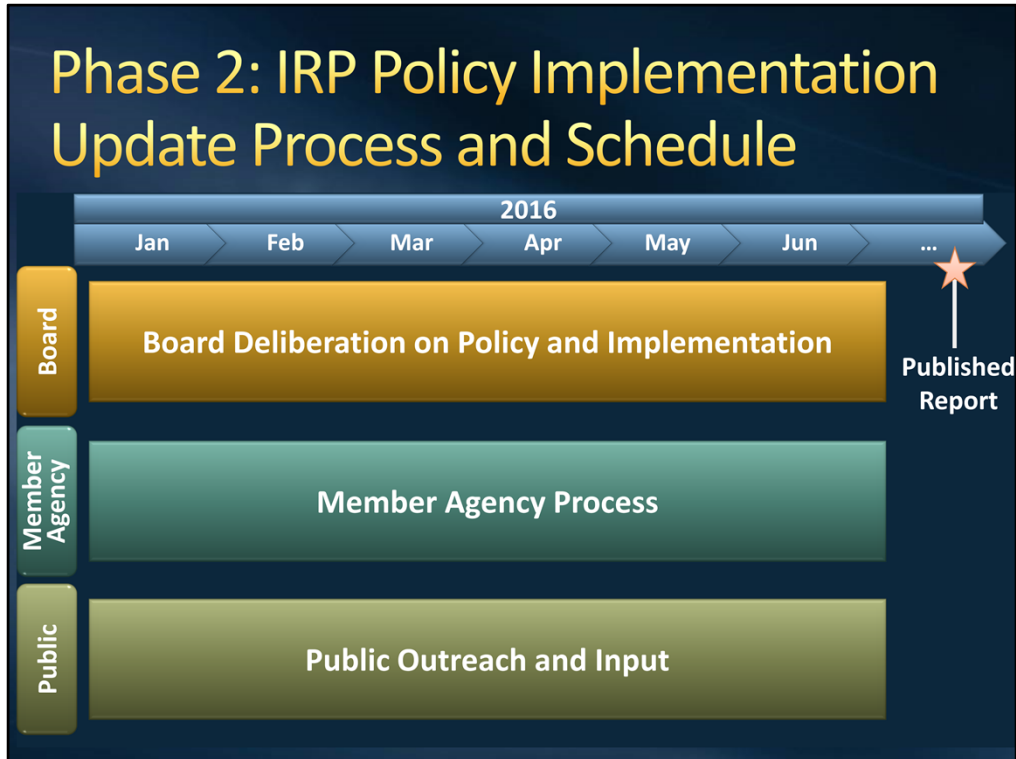 Phase 2: IRP Policy Implementation
Update Process and Schedule
2016
Jan
Feb
Mar
Apr
May
Jun
...
Board
Board Deliberation on Policy and Implementation
Published
Report
Member
Agency
Member Agency Process
Public
Public Outreach and Input